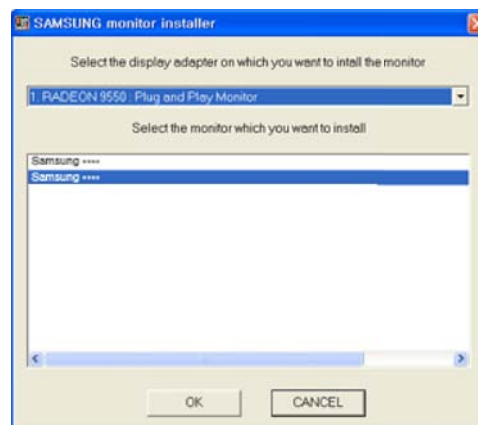 SAMSUNG monitor installer
Select the display adapter on which you want to intall the monitor
1. RADEON 9550 : Plug and Play Monitor
Select the monitor which you want to install
Samsung ****
Samsung ****
OK
CANCEL